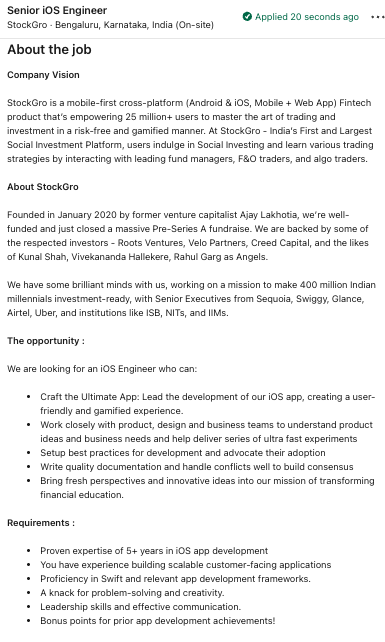 Senior iOS Engineer
StockGro · Bengaluru, Karnataka, India (On-site)
Applied 20 seconds ago
About the job
Company Vision
StockGro is a mobile-first cross-platform (Android & iOS, Mobile + Web App) Fintech
product that's empowering 25 million+ users to master the art of trading and
investment in a risk-free and gamified manner. At StockGro - India's First and Largest
Social Investment Platform, users indulge in Social Investing and learn various trading
strategies by interacting with leading fund managers, F&O traders, and algo traders.
About StockGro
Founded in January 2020 by former venture capitalist Ajay Lakhotia, we're well-
funded and just closed a massive Pre-Series A fundraise. We are backed by some of
the respected investors - Roots Ventures, Velo Partners, Creed Capital, and the likes
of Kunal Shah, Vivekananda Hallekere, Rahul Garg as Angels.
We have some brilliant minds with us, working on a mission to make 400 million Indian
millennials investment-ready, with Senior Executives from Sequoia, Swiggy, Glance,
Airtel, Uber, and institutions like ISB, NITs, and IIMs.
The opportunity :
We are looking for an iOS Engineer who can:
• Craft the Ultimate App: Lead the development of our iOS app, creating a user-
friendly and gamified experience.
• Work closely with product, design and business teams to understand product
ideas and business needs and help deliver series of ultra fast experiments
• Setup best practices for development and advocate their adoption
• Write quality documentation and handle conflicts well to build consensus
• Bring fresh perspectives and innovative ideas into our mission of transforming
financial education.
Requirements :
• Proven expertise of 5+ years in iOS app development
• You have experience building scalable customer-facing applications
• Proficiency in Swift and relevant app development frameworks.
• A knack for problem-solving and creativity.
• Leadership skills and effective communication.
• Bonus points for prior app development achievements!